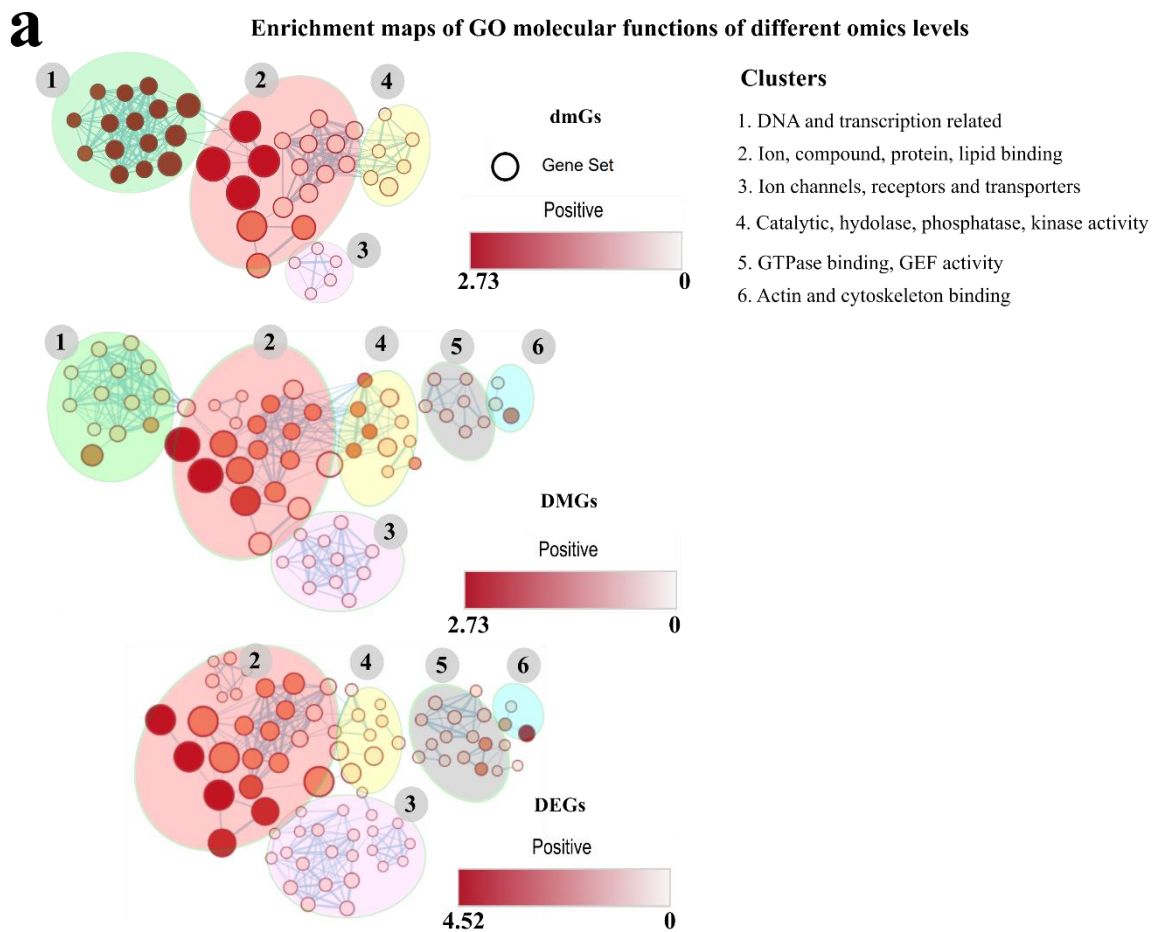 a
Enrichment maps of GO molecular functions of different omics levels
1
2
4
3
dmGs
Gene Set
Positive
2.73 0
Clusters
1. DNA and transcription related
2. Ion, compound, protein, lipid binding
3. Ion channels, receptors and transporters
4. Catalytic, hydolase, phosphatase, kinase activity
5. GTPase binding, GEF activity
6. Actin and cytoskeleton binding
1
2
4
5
6
3
DMGs
Positive
2.73 0
2
4
5
6
3
DEGs
Positive
4.52 0